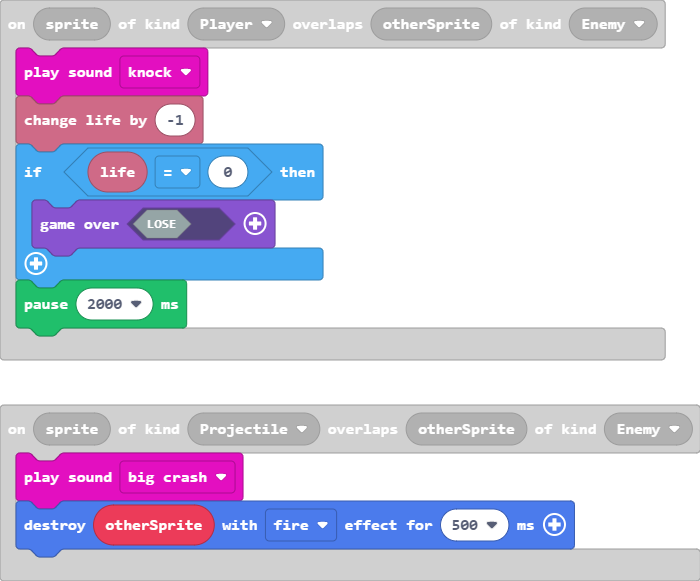 on sprite of kind Player overlaps otherSprite of kind Enemy
play sound knock
change life by -1
if life = 0 then
game over LOSE
pause 2000 ms
on sprite of kind Projectile overlaps otherSprite of kind Enemy
play sound big crash
destroy otherSprite with fire effect for 500 ms